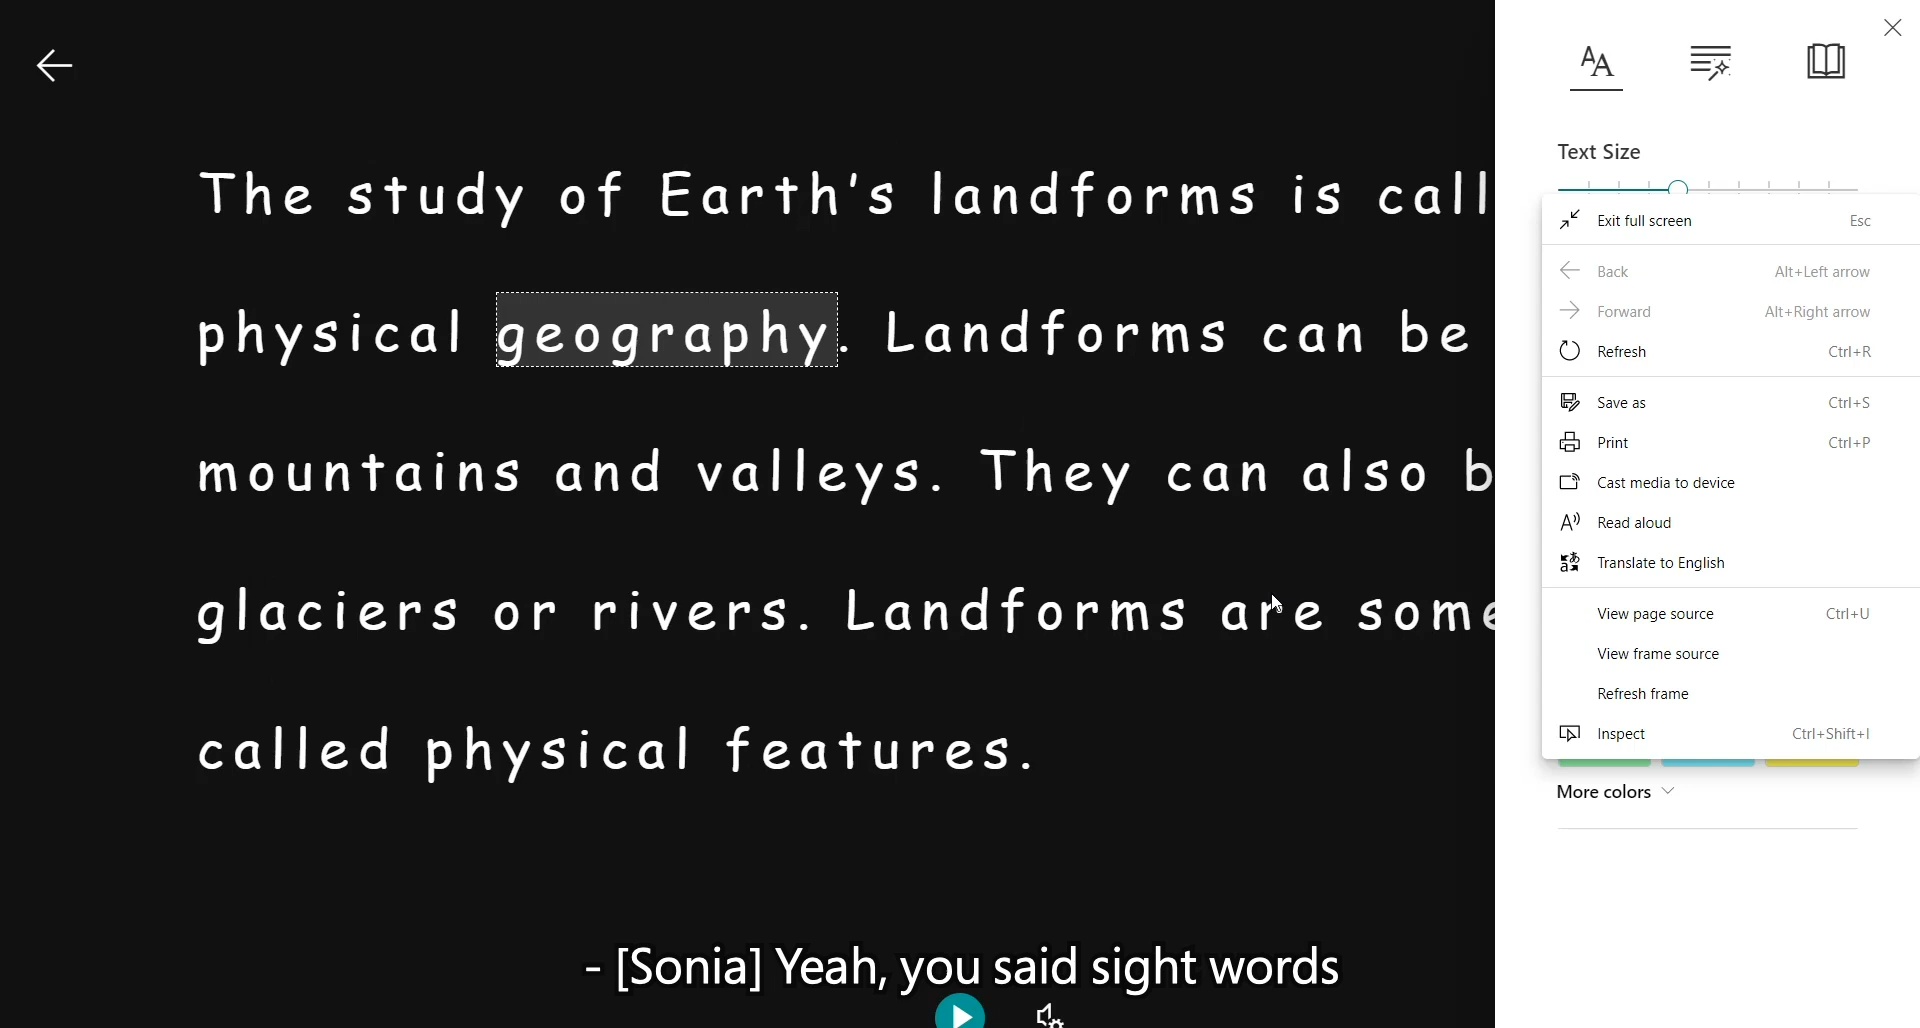 The study of Earth's landforms is call
physical geography. Landforms can be
mountains and valleys. They can also b
glaciers or rivers. Landforms are some
called physical features.
- [Sonia] Yeah, you said sight words
Text Size
Exit full screen Esc
Back Alt+Left arrow
Forward Alt+Right arrow
Refresh Ctrl+R
Save as Ctrl+S
Print Ctrl+P
Cast media to device
Read aloud
Translate to English
View page source Ctrl+U
View frame source
Refresh frame
Inspect Ctrl+Shift+I
More colors